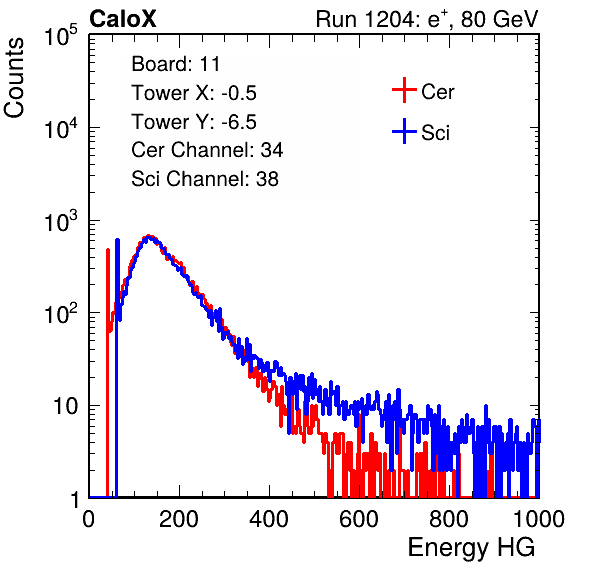 CaloX Run 1204: e⁺, 80 GeV
Counts
10⁵
10⁴
10³
10²
10
1
Board: 11
Tower X: -0.5
Tower Y: -6.5
Cer Channel: 34
Sci Channel: 38
Cer
Sci
0 200 400 600 800 1000
Energy HG